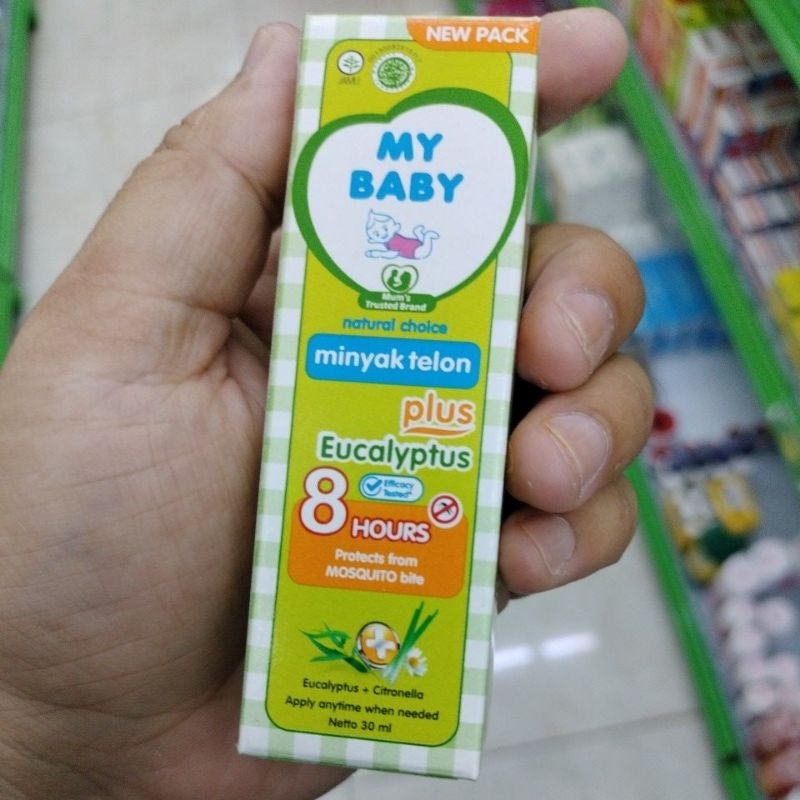 NEW PACK
JAMU
MY
BABY
Mum's
Trusted Brand
natural choice
minyak telon
plus
Eucalyptus
8 HOURS
Efficacy
Tested*
Protects from
MOSQUITO bite
Eucalyptus + Citronella
Apply anytime when needed
Netto 30 ml